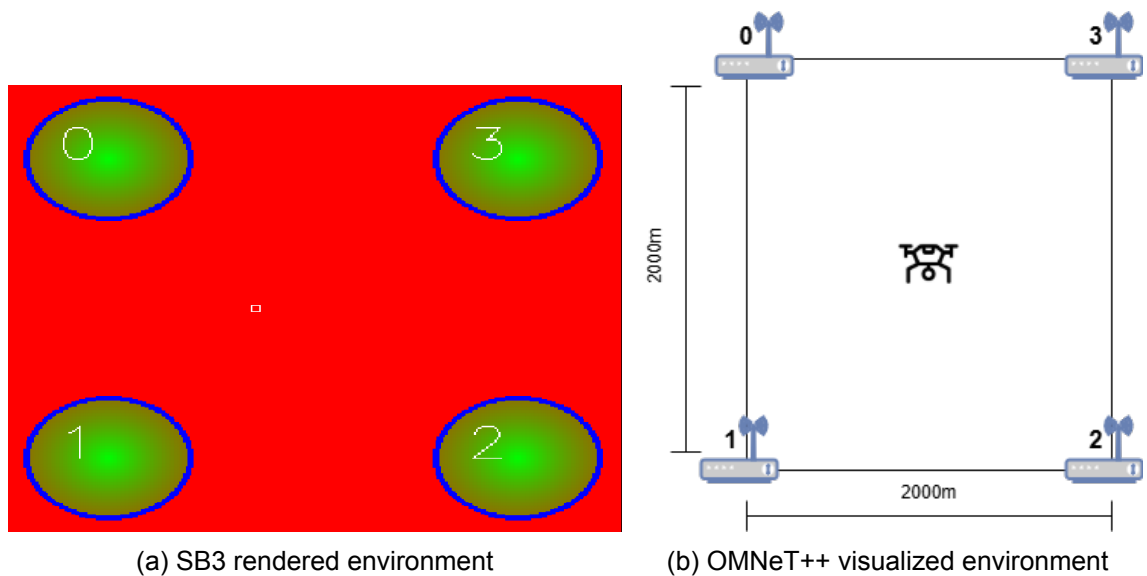 0
3
1
2
(a) SB3 rendered environment
0
3
2000m
1
2
2000m
(b) OMNeT++ visualized environment